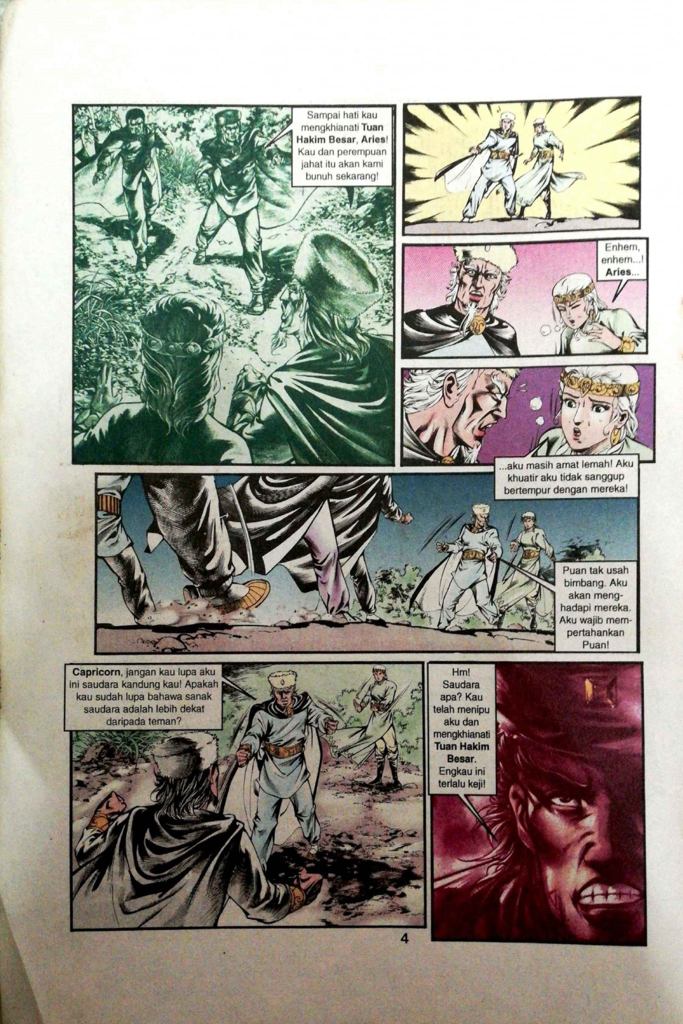 Sampai hati kau
mengkhianati Tuan
Hakim Besar, Aries!
Kau dan perempuan
jahat itu akan kami
bunuh sekarang!
Enhem,
enhem...!
Aries...
...aku masih amat lemah! Aku
khuatir aku tidak sanggup
bertempur dengan mereka!
Puan tak usah
bimbang. Aku
akan meng-
hadapi mereka.
Aku wajib mem-
pertahankan
Puan!
Capricorn, jangan kau lupa aku
ini saudara kandung kau! Apakah
kau sudah lupa bahawa sanak
saudara adalah lebih dekat
daripada teman?
Hm!
Saudara
apa? Kau
telah menipu
aku dan
mengkhianati
Tuan Hakim
Besar.
Engkau ini
terlalu keji!
4